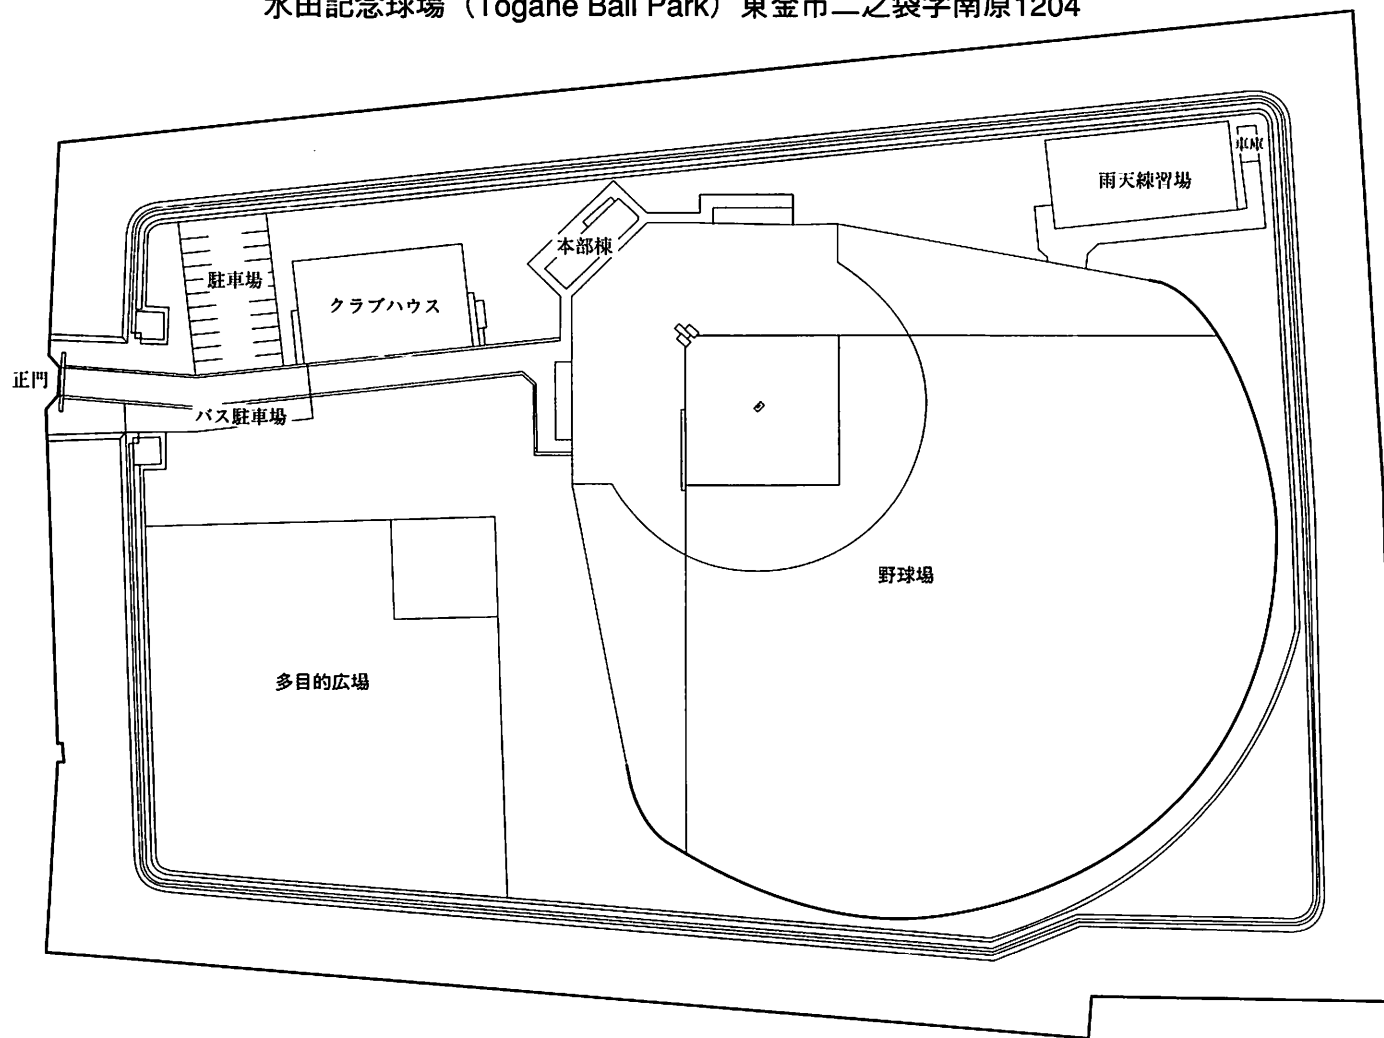 水田記念球場（Togane Ball Park）東金市二之袋字南原1204
車庫
雨天練習場
本部棟
駐車場
クラブハウス
正門
バス駐車場
野球場
多目的広場